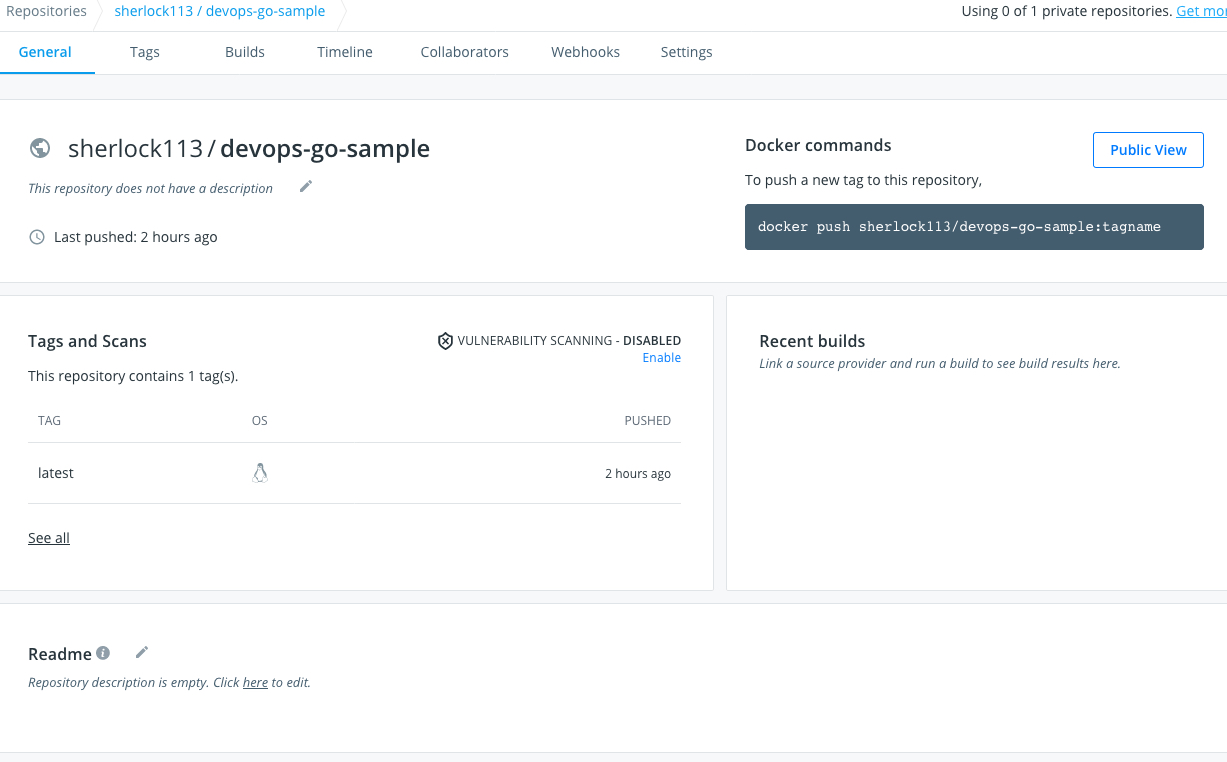 Repositories
sherlock113 / devops-go-sample
Using 0 of 1 private repositories.
General
Tags
Builds
Timeline
Collaborators
Webhooks
Settings
sherlock113 / devops-go-sample
This repository does not have a description
Last pushed: 2 hours ago
Docker commands
Public View
To push a new tag to this repository,
docker push sherlock113/devops-go-sample:tagname
Tags and Scans
VULNERABILITY SCANNING - DISABLED
Enable
This repository contains 1 tag(s).
TAG OS PUSHED
latest 2 hours ago
See all
Recent builds
Link a source provider and run a build to see build results here.
Readme
Repository description is empty. Click here to edit.